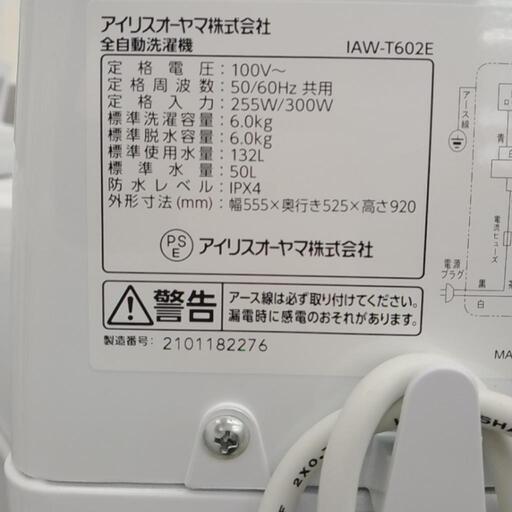 アイリスオーヤマ株式会社
全自動洗濯機 IAW-T602E
定格電圧:100V～
定格周波数:50/60Hz 共用
定格入力:255W/300W
標準洗濯容量:6.0kg
標準脱水容量:6.0kg
標準使用水量:132L
標準水量:50L
防水レベル:IPX4
外形寸法(mm):幅555×奥行き525×高さ920
PS
E
アイリスオーヤマ株式会社
警告
アース線は必ず取り付けてください。
漏電時に感電のおそれがあります。
製造番号: 2101182276
アース線
青
電流ヒューズ
電源
プラグ
黒
白
MA